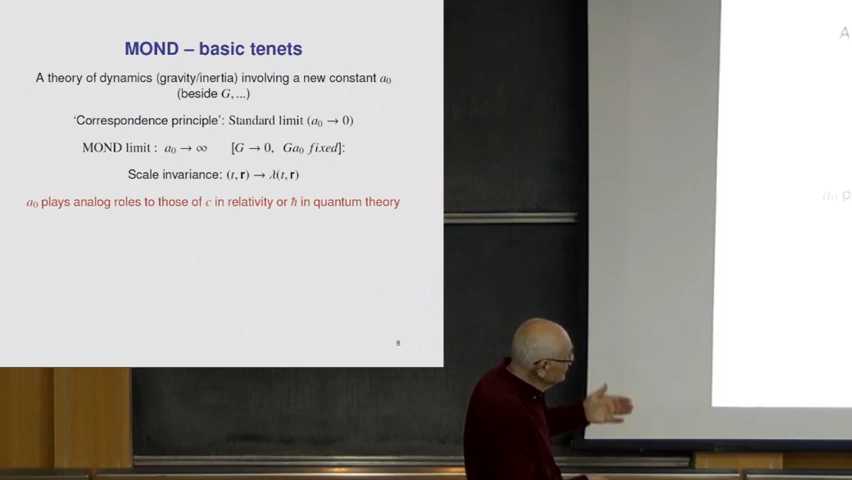 MOND – basic tenets
A theory of dynamics (gravity/inertia) involving a new constant a₀
(beside G, ...)
‘Correspondence principle’: Standard limit (a₀ → 0)
MOND limit : a₀ → ∞ [G → 0, Ga₀ fixed]:
Scale invariance: (t, r) → λ(t, r)
a₀ plays analog roles to those of c in relativity or ħ in quantum theory
8
A
a₀ p